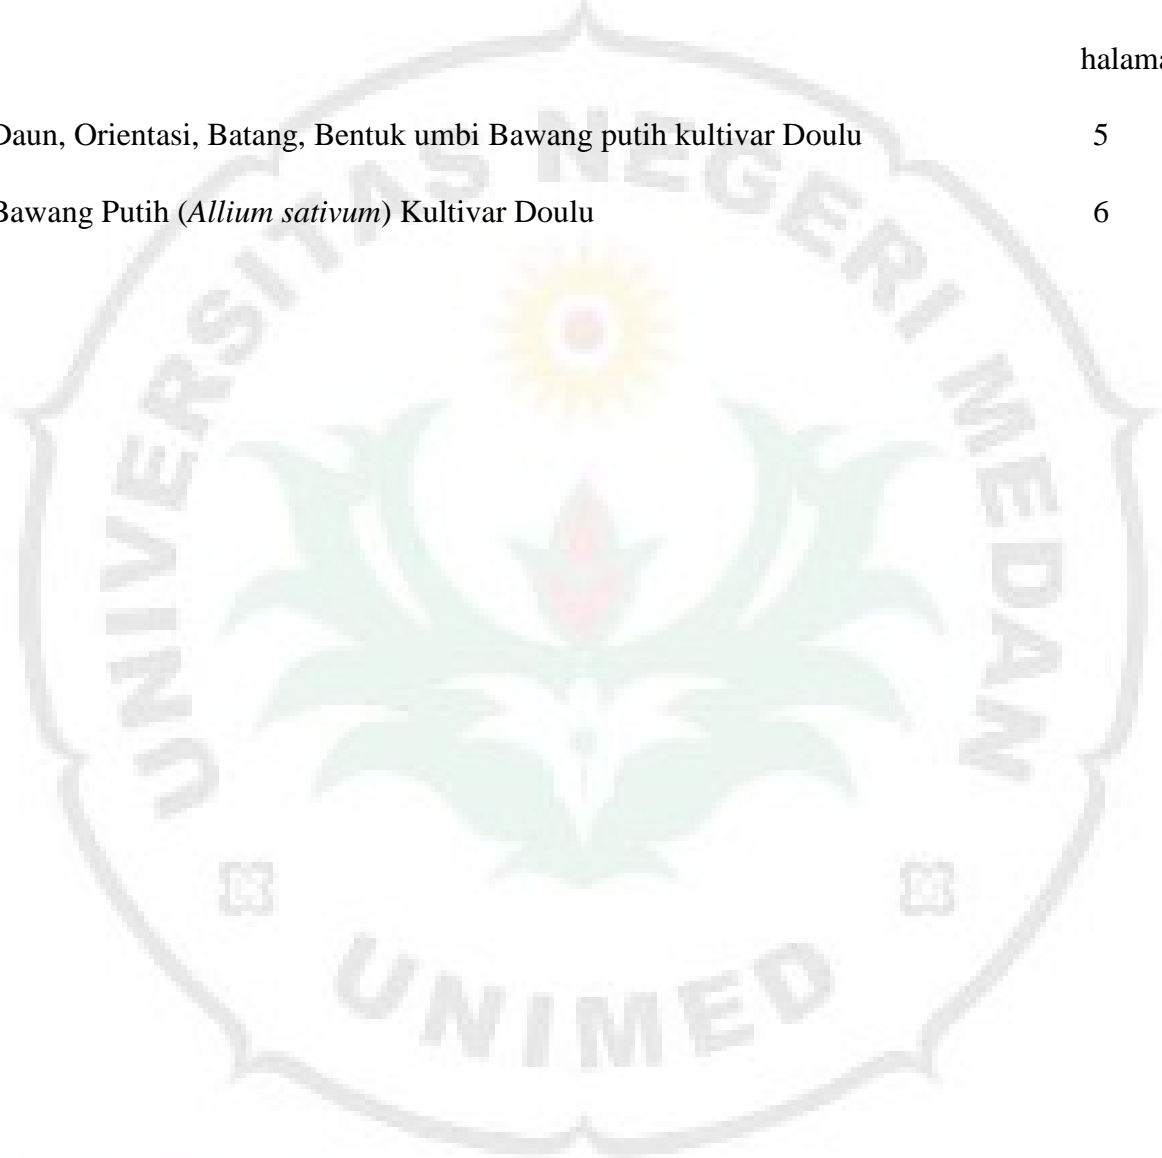 halama
Daun, Orientasi, Batang, Bentuk umbi Bawang putih kultivar Doulu 5
Bawang Putih (Allium sativum) Kultivar Doulu 6
UNIVERSITAS NEGERI MEDAN
UNIMED